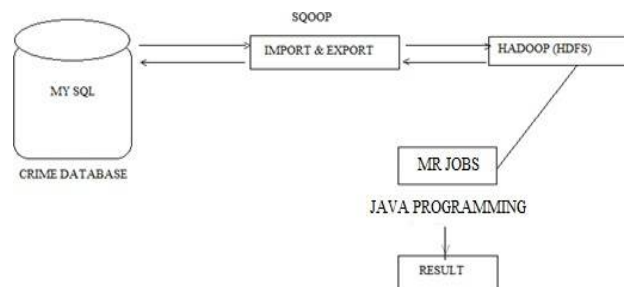 SQOOP
IMPORT & EXPORT
HADOOP (HDFS)
MY SQL
CRIME DATABASE
MR JOBS
JAVA PROGRAMMING
RESULT